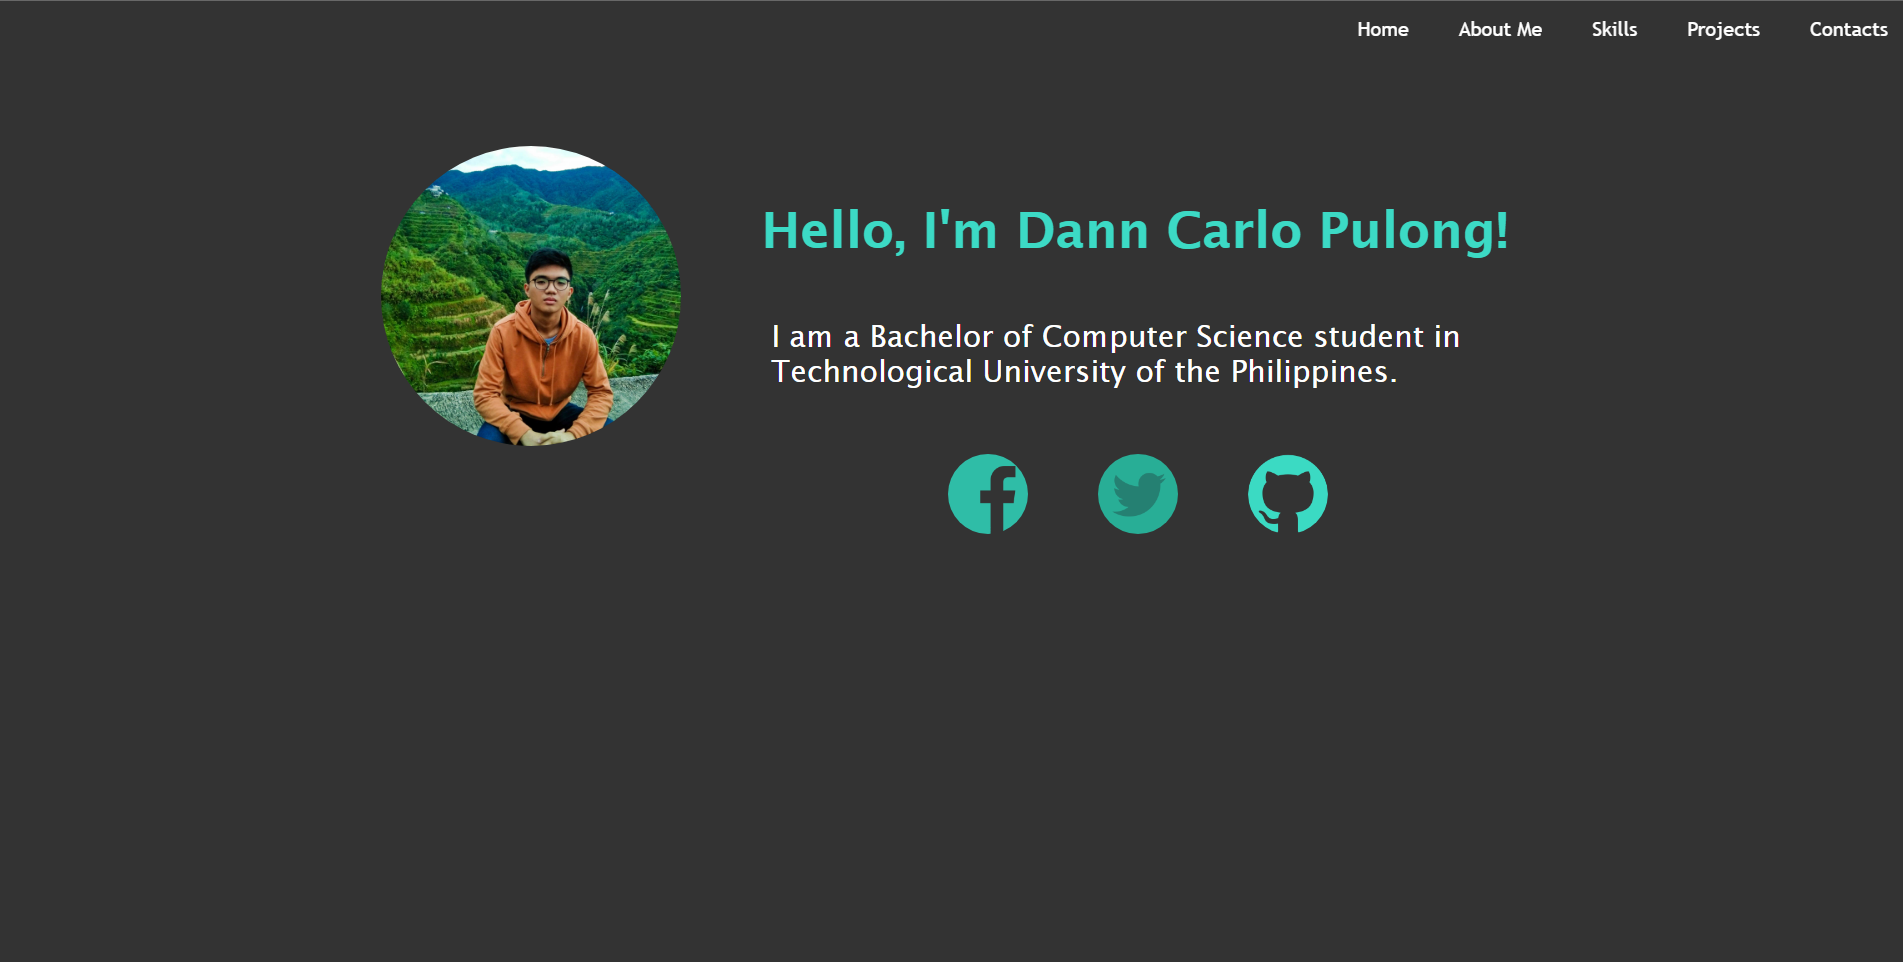 Home About Me Skills Projects Contacts
Hello, I'm Dann Carlo Pulong!
I am a Bachelor of Computer Science student in
Technological University of the Philippines.